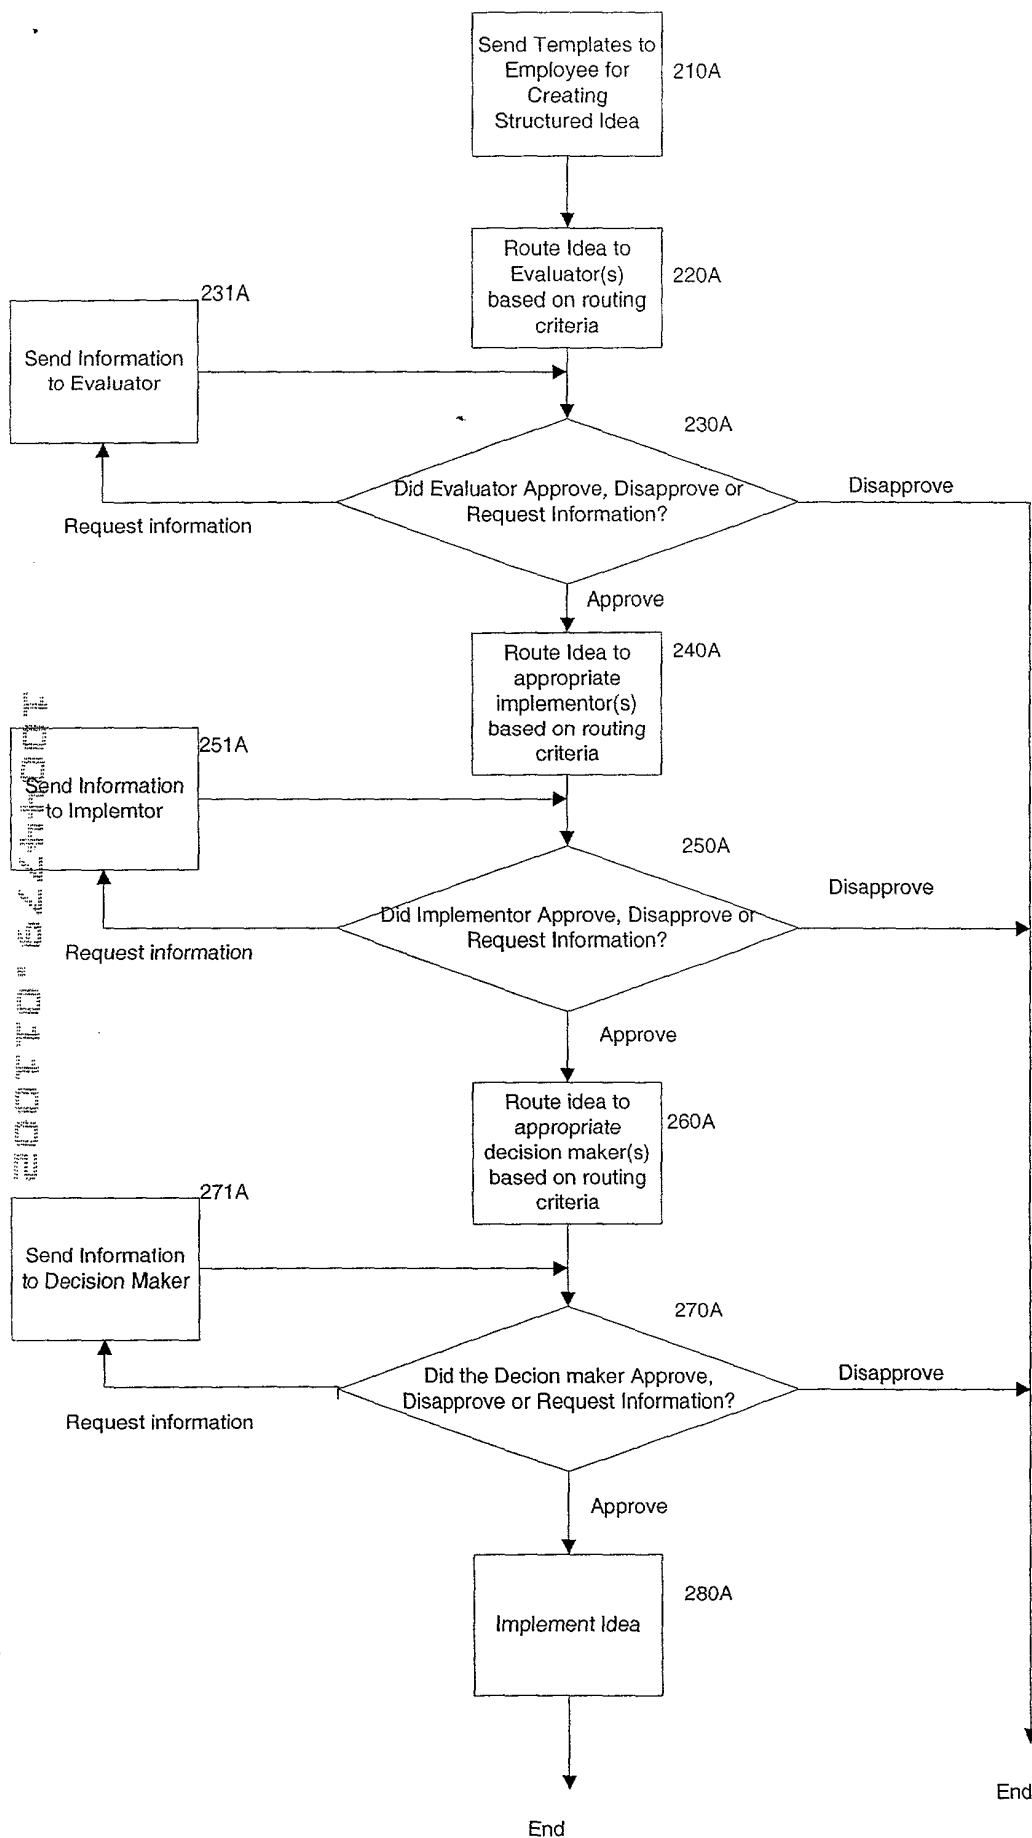 Send Templates to
Employee for
Creating
Structured Idea
210A
Route Idea to
Evaluator(s)
based on routing
criteria
220A
231A
Send Information
to Evaluator
230A
Did Evaluator Approve, Disapprove or
Request Information?
Disapprove
Request information
Approve
Route Idea to
appropriate
implementor(s)
based on routing
criteria
240A
251A
Send Information
to Implemtor
250A
Did Implementor Approve, Disapprove or
Request Information?
Disapprove
Request information
Approve
Route idea to
appropriate
decision maker(s)
based on routing
criteria
260A
271A
Send Information
to Decision Maker
270A
Did the Decion maker Approve,
Disapprove or Request Information?
Disapprove
Request information
Approve
Implement Idea
280A
End
End